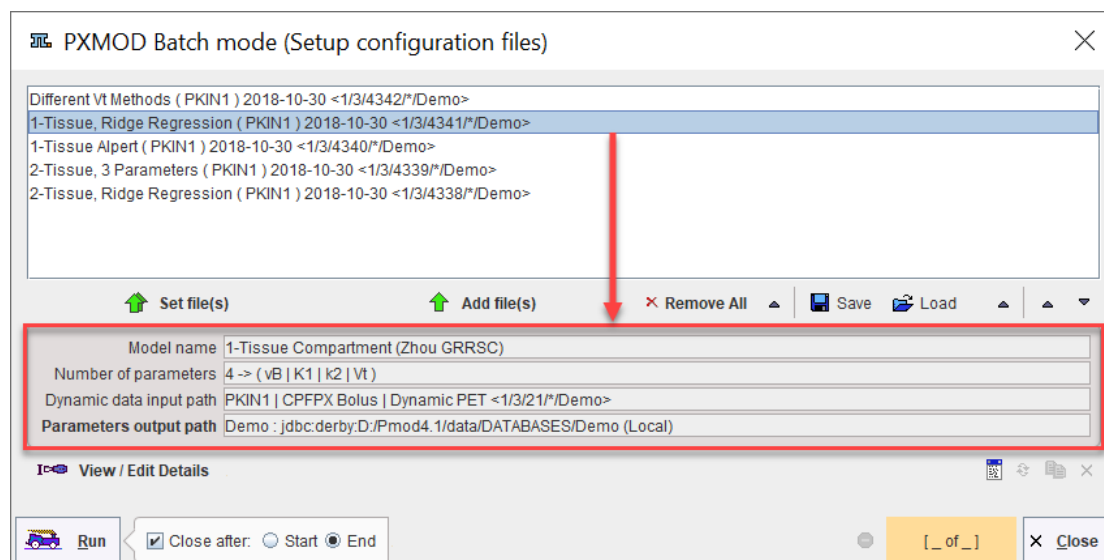 PXMOD Batch mode (Setup configuration files)
Different Vt Methods ( PKIN1 ) 2018-10-30 <1/3/4342/*/Demo>
1-Tissue, Ridge Regression ( PKIN1 ) 2018-10-30 <1/3/4341/*/Demo>
1-Tissue Alpert ( PKIN1 ) 2018-10-30 <1/3/4340/*/Demo>
2-Tissue, 3 Parameters ( PKIN1 ) 2018-10-30 <1/3/4339/*/Demo>
2-Tissue, Ridge Regression ( PKIN1 ) 2018-10-30 <1/3/4338/*/Demo>
Set file(s) Add file(s) Remove All Save Load
Model name 1-Tissue Compartment (Zhou GRRSC)
Number of parameters 4 -> ( vB | K1 | k2 | Vt )
Dynamic data input path PKIN1 | CPFPX Bolus | Dynamic PET <1/3/21/*/Demo>
Parameters output path Demo : jdbc:derby:D:/Pmod4.1/data/DATABASES/Demo (Local)
View / Edit Details
Run Close after: Start End [ _ of _ ] Close